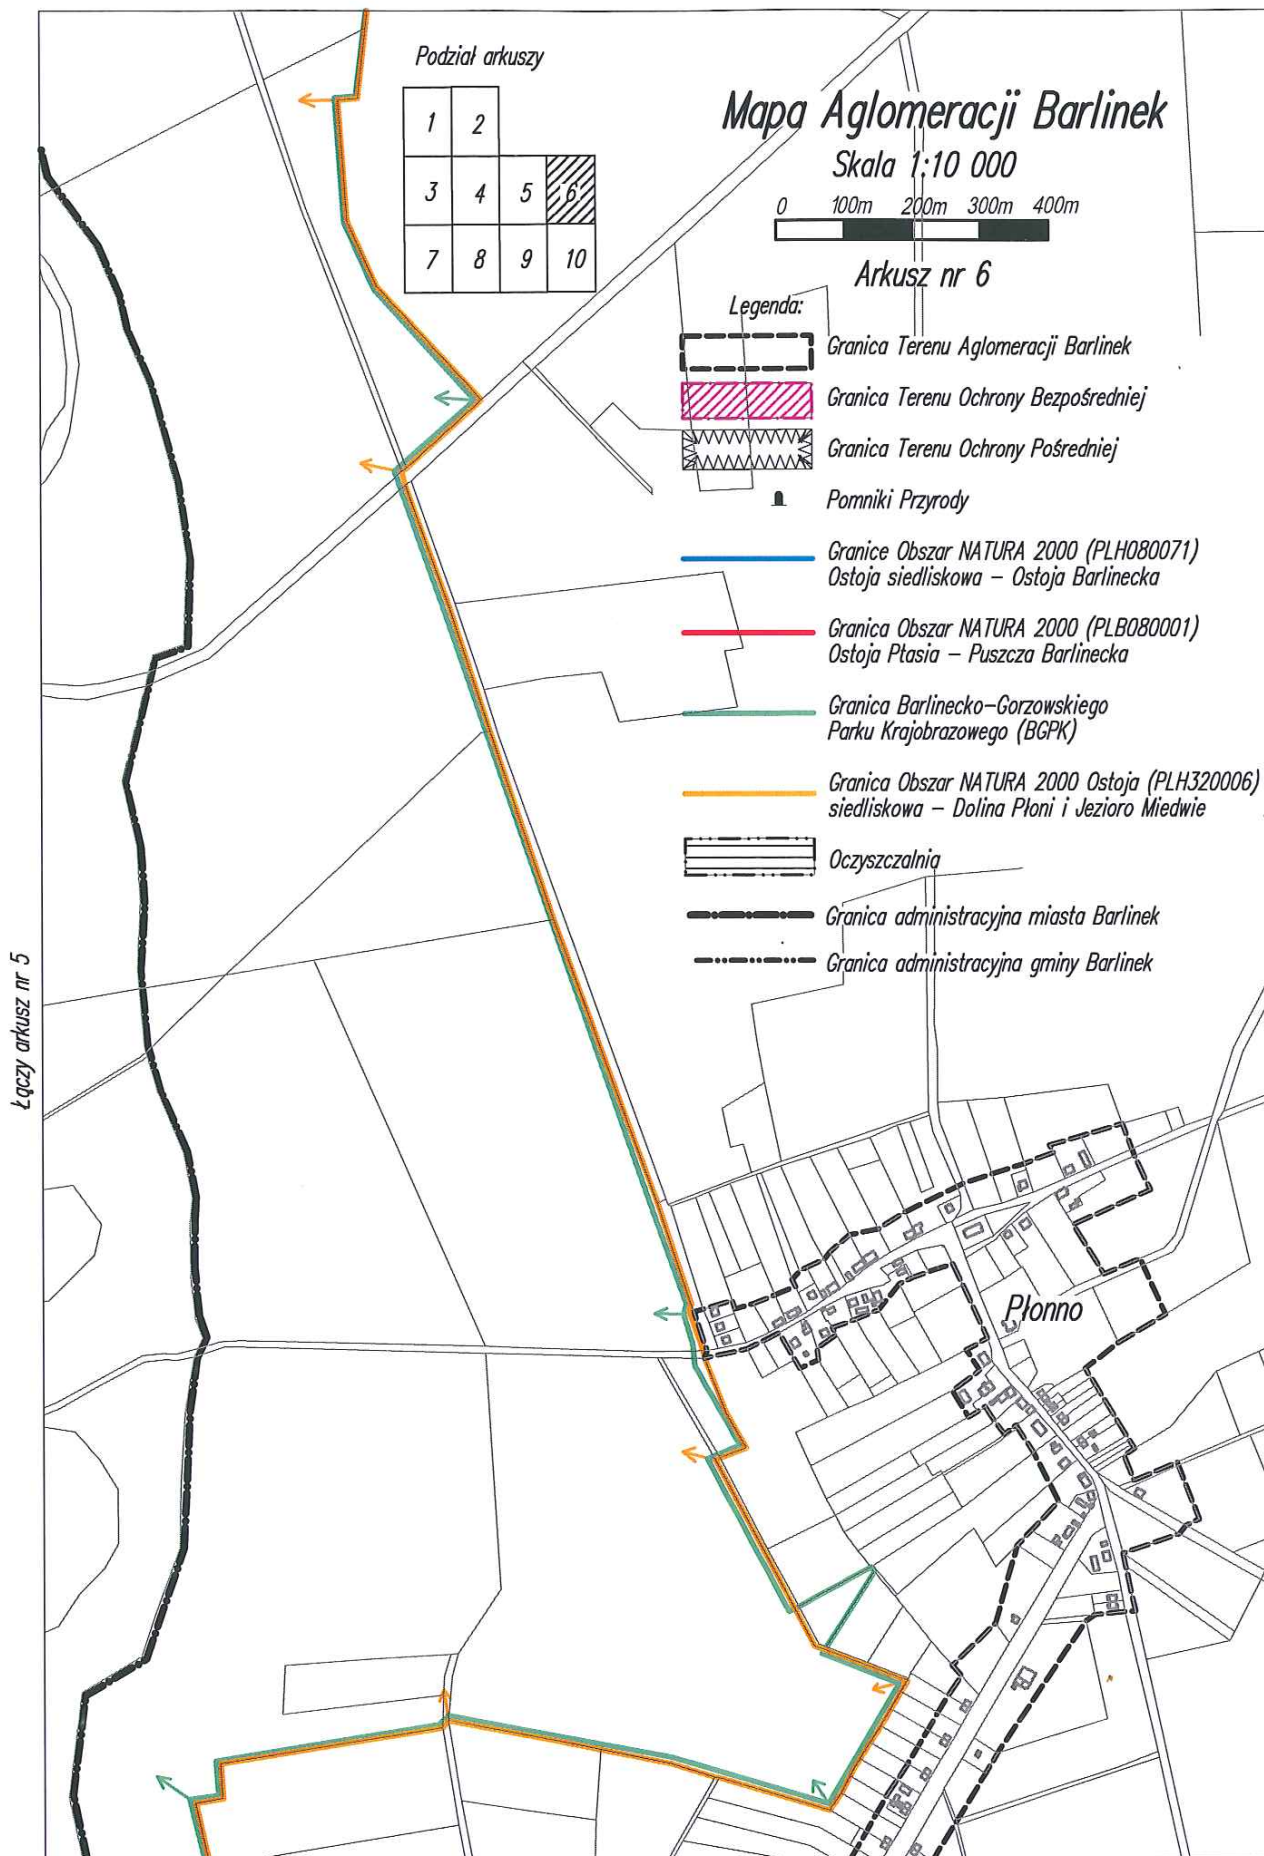 Podział arkuszy
1 2
3 4 5 6
7 8 9 10
Mapa Aglomeracji Barlinek
Skala 1:10 000
0 100m 200m 300m 400m
Arkusz nr 6
Legenda:
Granica Terenu Aglomeracji Barlinek
Granica Terenu Ochrony Bezpośredniej
Granica Terenu Ochrony Pośredniej
Pomniki Przyrody
Granice Obszar NATURA 2000 (PLH080071)
Ostoja siedliskowa – Ostoja Barlinecka
Granica Obszar NATURA 2000 (PLB080001)
Ostoja Ptasia – Puszcza Barlinecka
Granica Barlinecko-Gorzowskiego
Parku Krajobrazowego (BGPK)
Granica Obszar NATURA 2000 Ostoja (PLH320006)
siedliskowa – Dolina Płoni i Jezioro Miedwie
Oczyszczalnia
Granica administracyjna miasta Barlinek
Granica administracyjna gminy Barlinek
Łączy arkusz nr 5
Płonno